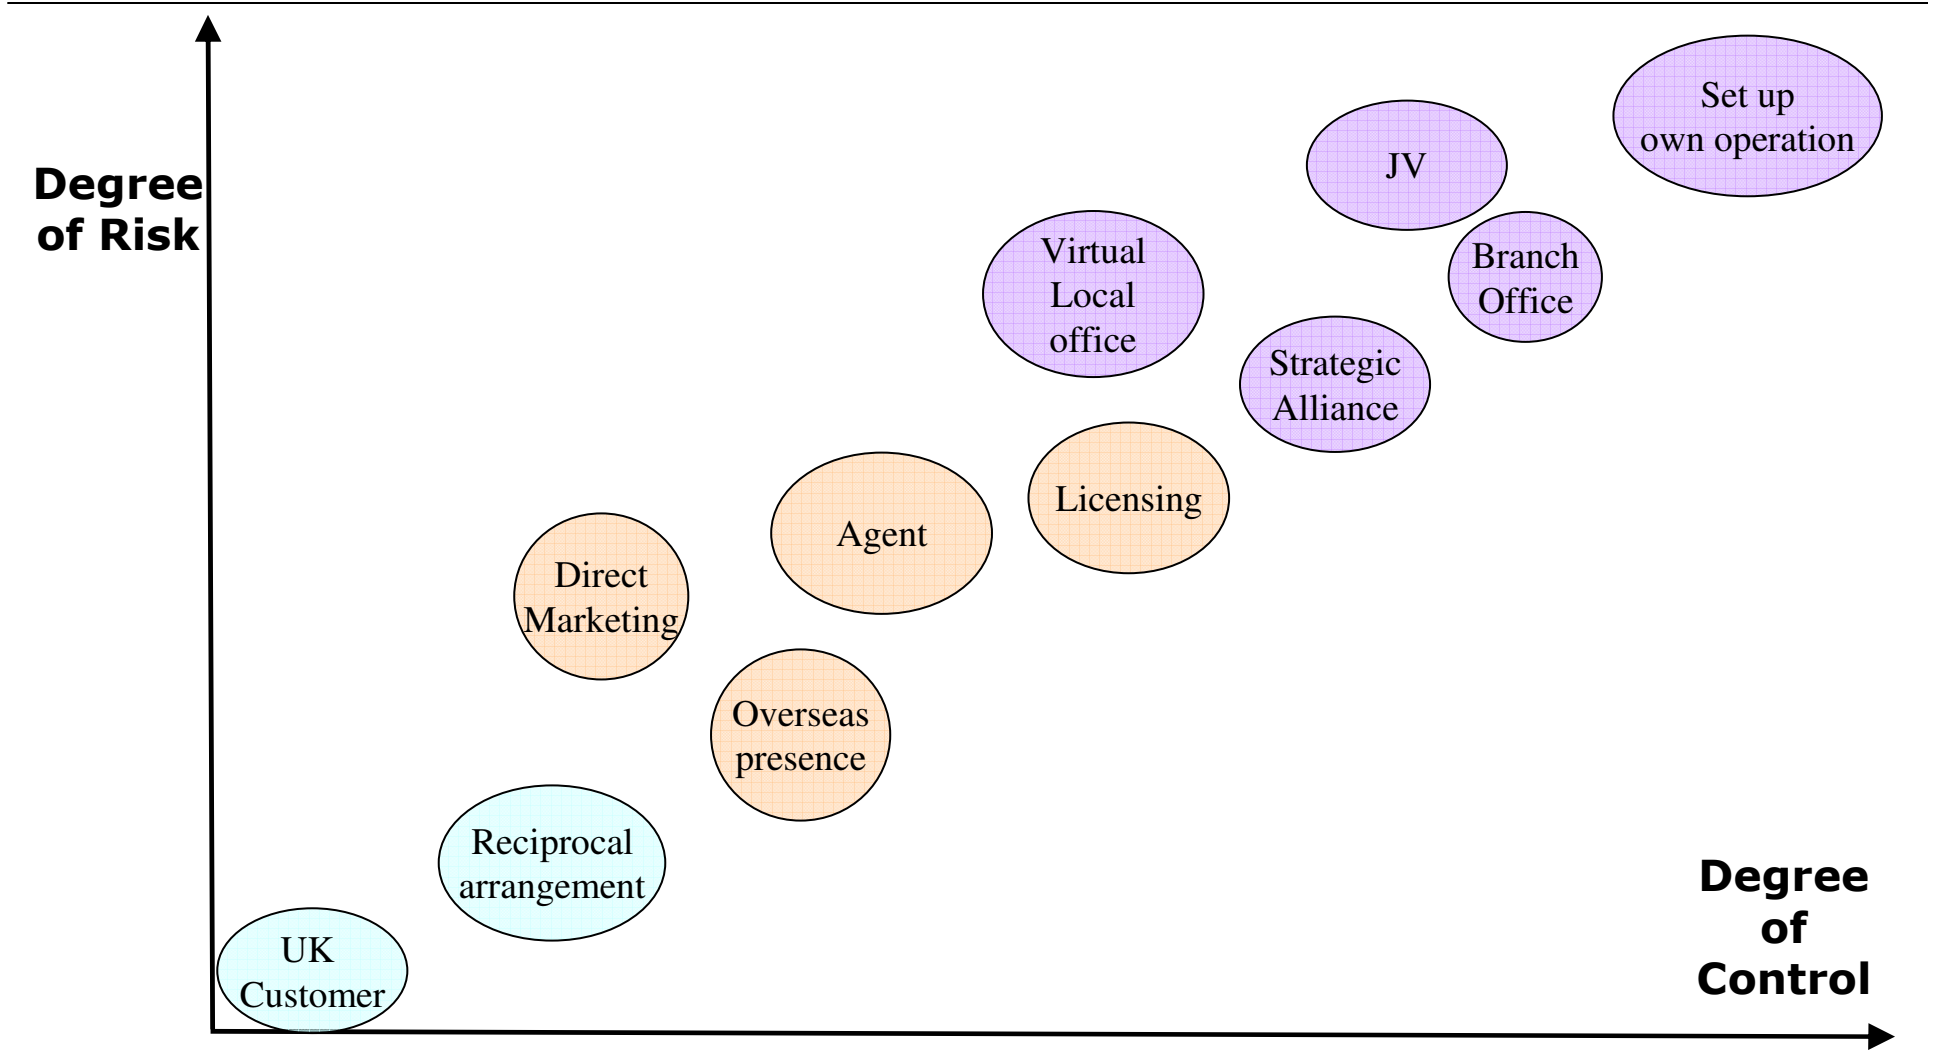 Degree
of Risk
Set up
own operation
JV
Virtual
Local
office
Branch
Office
Strategic
Alliance
Licensing
Agent
Direct
Marketing
Overseas
presence
Reciprocal
arrangement
UK
Customer
Degree
of
Control